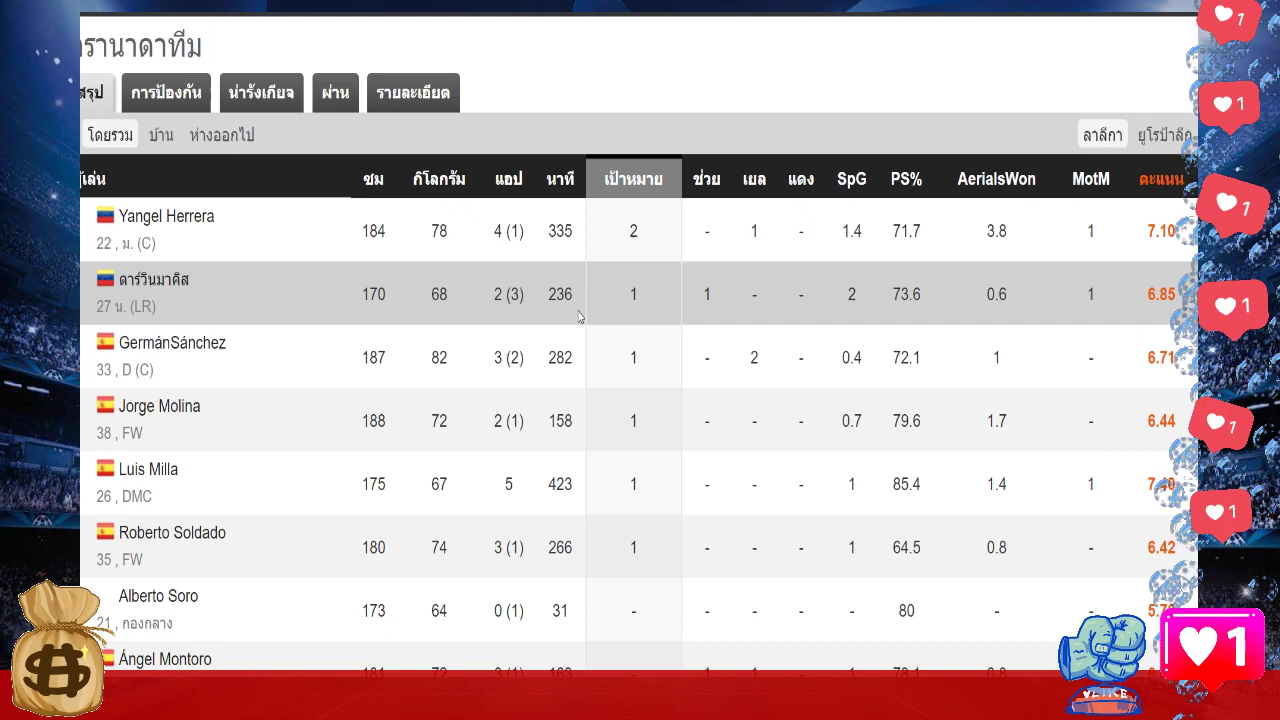 รานาดาทีม
สรุป การป้องกัน น่ารังเกียจ ผ่าน รายละเอียด
โดยรวม บ้าน ห่างออกไป ลาลีกา ยูโรป้าลีก
ผู้เล่น ซม กิโลกรัม แอป นาที เป้าหมาย ช่วย เยล แดง SpG PS% AerialsWon MotM คะแนน
Yangel Herrera 184 78 4 (1) 335 2 - 1 - 1.4 71.7 3.8 1 7.10
22 , ม. (C)
ดาร์วินมาคิส 170 68 2 (3) 236 1 1 - - 2 73.6 0.6 1 6.85
27 น. (LR)
GermánSánchez 187 82 3 (2) 282 1 - 2 - 0.4 72.1 1 - 6.71
33 , D (C)
Jorge Molina 188 72 2 (1) 158 1 - - - 0.7 79.6 1.7 - 6.44
38 , FW
Luis Milla 175 67 5 423 1 - - - 1 85.4 1.4 1
26 , DMC
Roberto Soldado 180 74 3 (1) 266 1 - - - 1 64.5 0.8 - 6.42
35 , FW
Alberto Soro 173 64 0 (1) 31 - - - - - 80 - -
21 , กองกลาง
Ángel Montoro
1
1
1
1
1
1
1